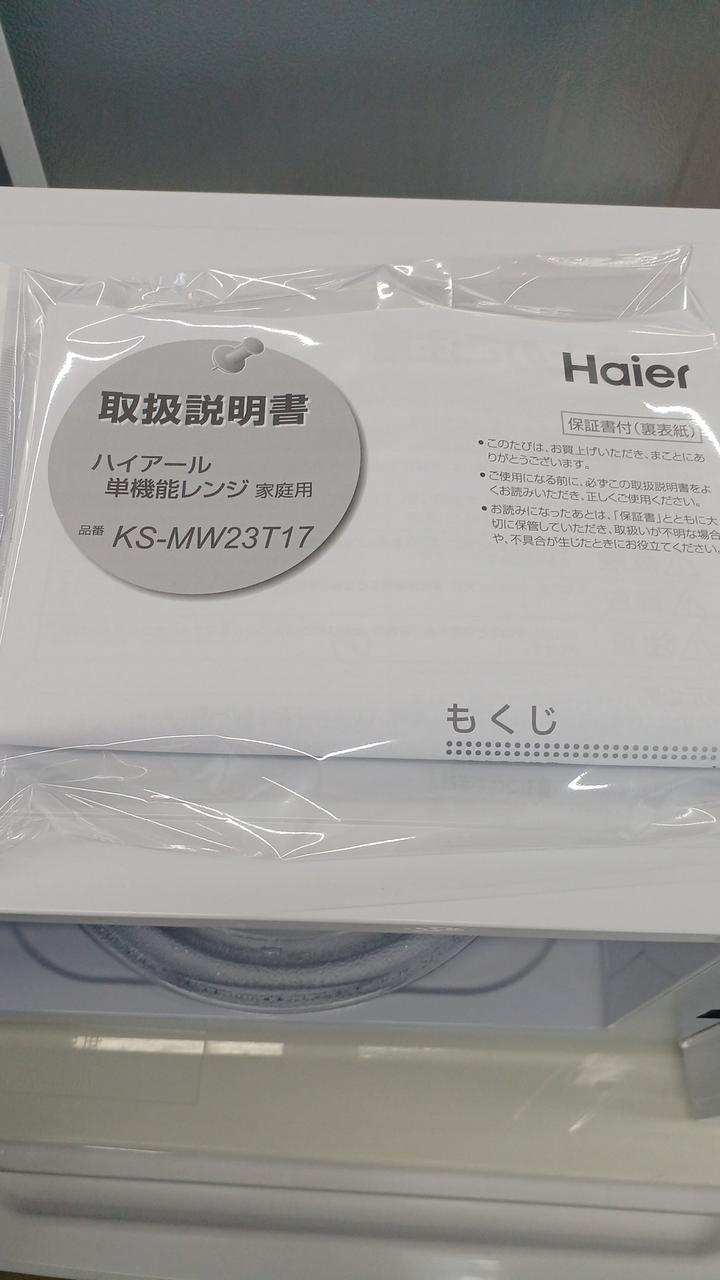 取扱説明書
ハイアール
単機能レンジ 家庭用
品番 KS-MW23T17
Haier
保証書付(裏表紙)
•このたびは、お買上げいただき、まことにあ
りがとうございます。
•ご使用になる前に、必ずこの取扱説明書をよ
くお読みいただき、正しくご使用ください。
•お読みになったあとは、「保証書」とともに大
切に保管していただき、取扱いが不明な場合
や、不具合が生じたときにお役立てください。
もくじ